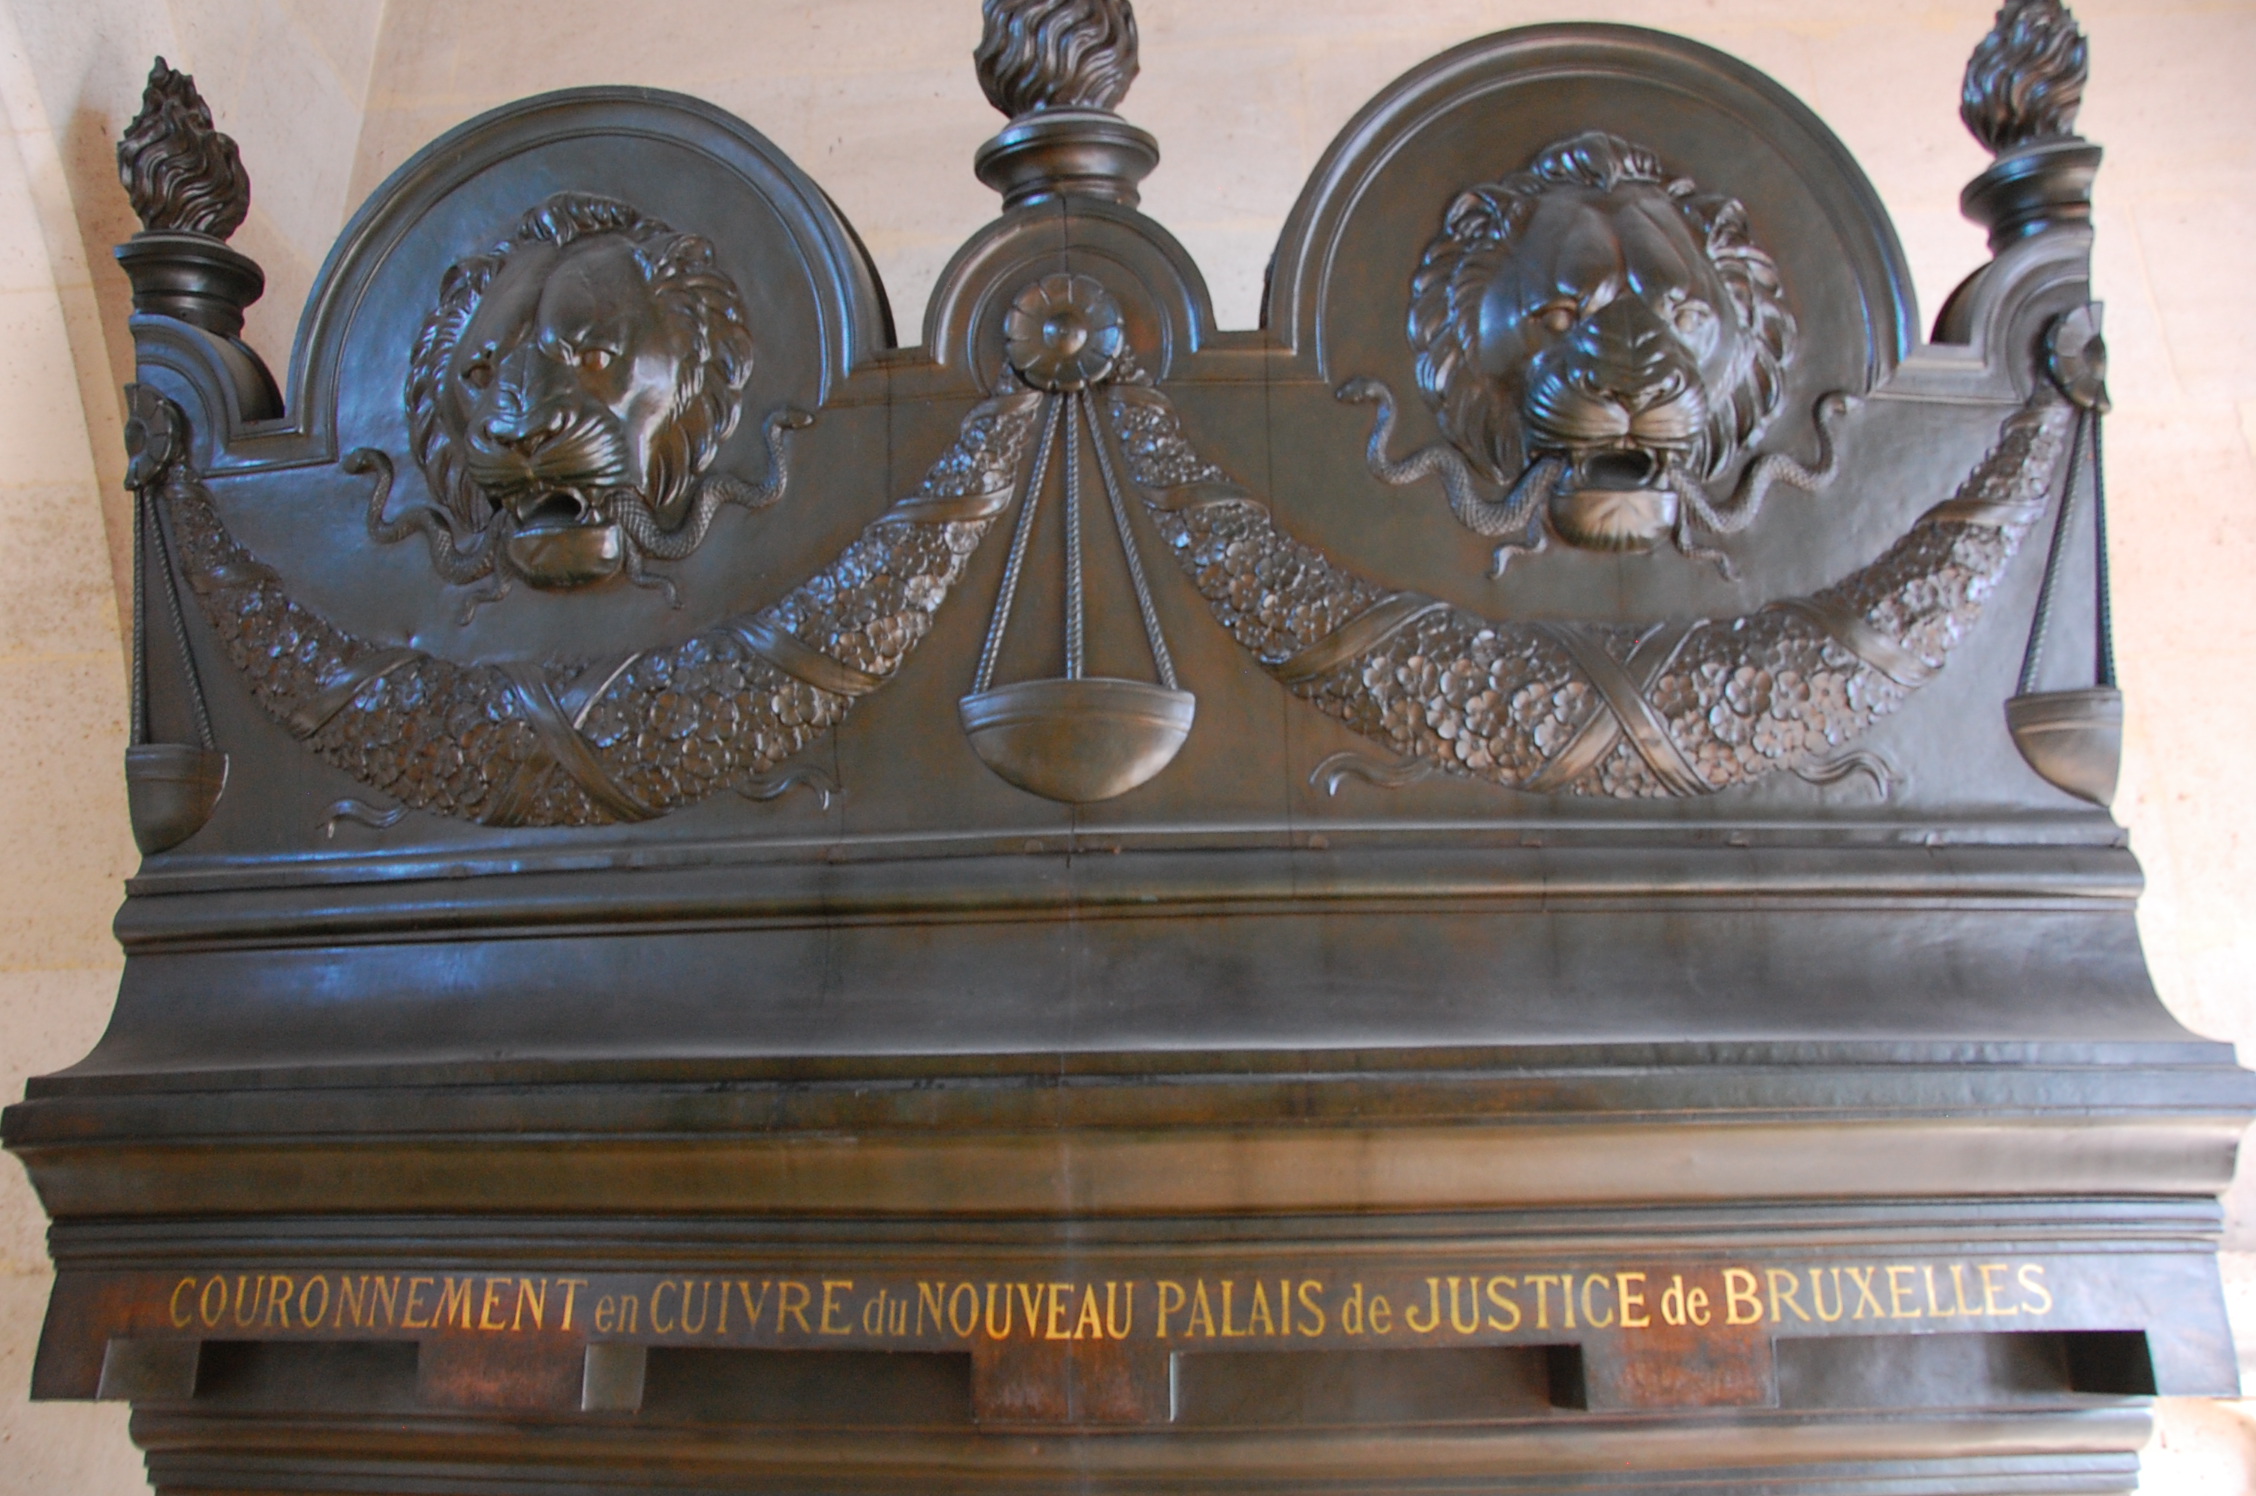 COURONNEMENT en CUIVRE du NOUVEAU PALAIS de JUSTICE de BRUXELLES